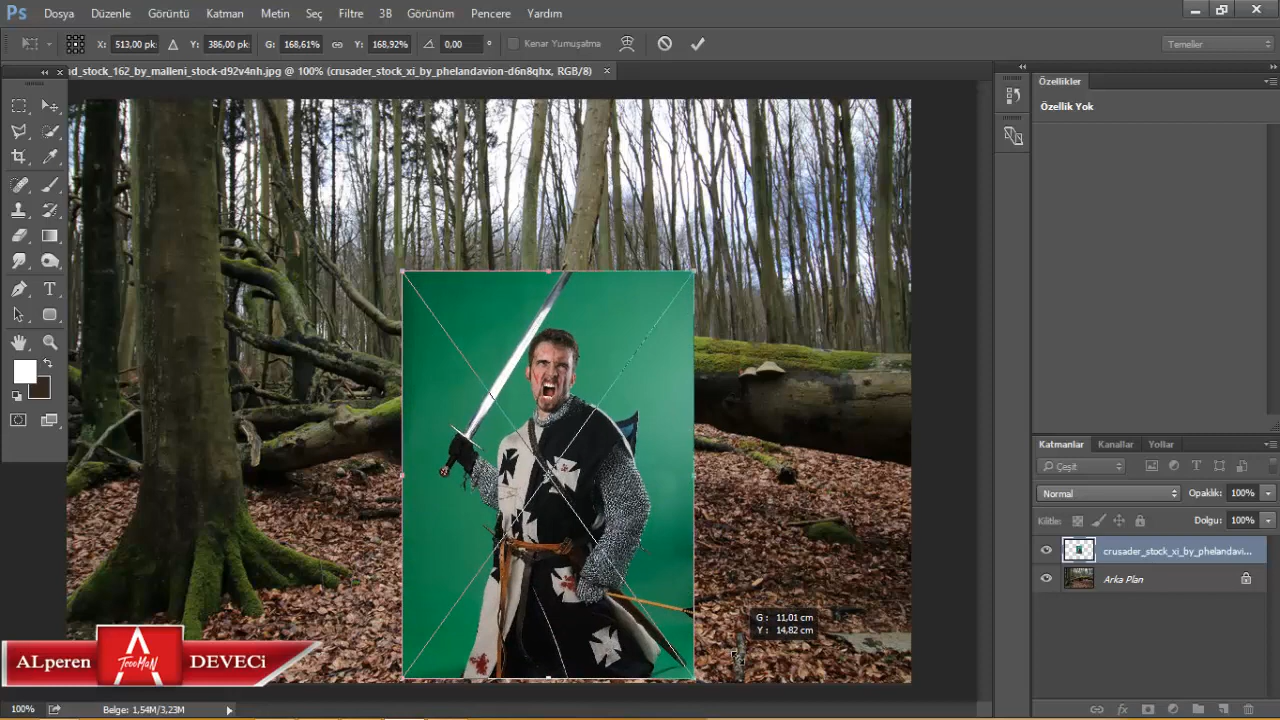 Ps Dosya Düzenle Görüntü Katman Metin Seç Filtre 3B Görünüm Pencere Yardım
X: 513,00 pk Y: 386,00 pk G: 168,61% Y: 168,92% 0,00 ° Kenar Yumuşatma Temeller
ud_stock_162_by_malleni_stock-d92v4nh.jpg @ 100% (crusader_stock_xi_by_phelandavion-d6n8qhx, RGB/8)
Özellikler
Özellik Yok
Katmanlar Kanallar Yollar
Çeşit
Normal Opaklık: 100%
Kilitle: Dolgu: 100%
crusader_stock_xi_by_phelandavi...
Arka Plan
G : 11,01 cm
Y : 14,82 cm
ALperen TrooMaN DEVECi
100% Belge: 1,54M/3,23M